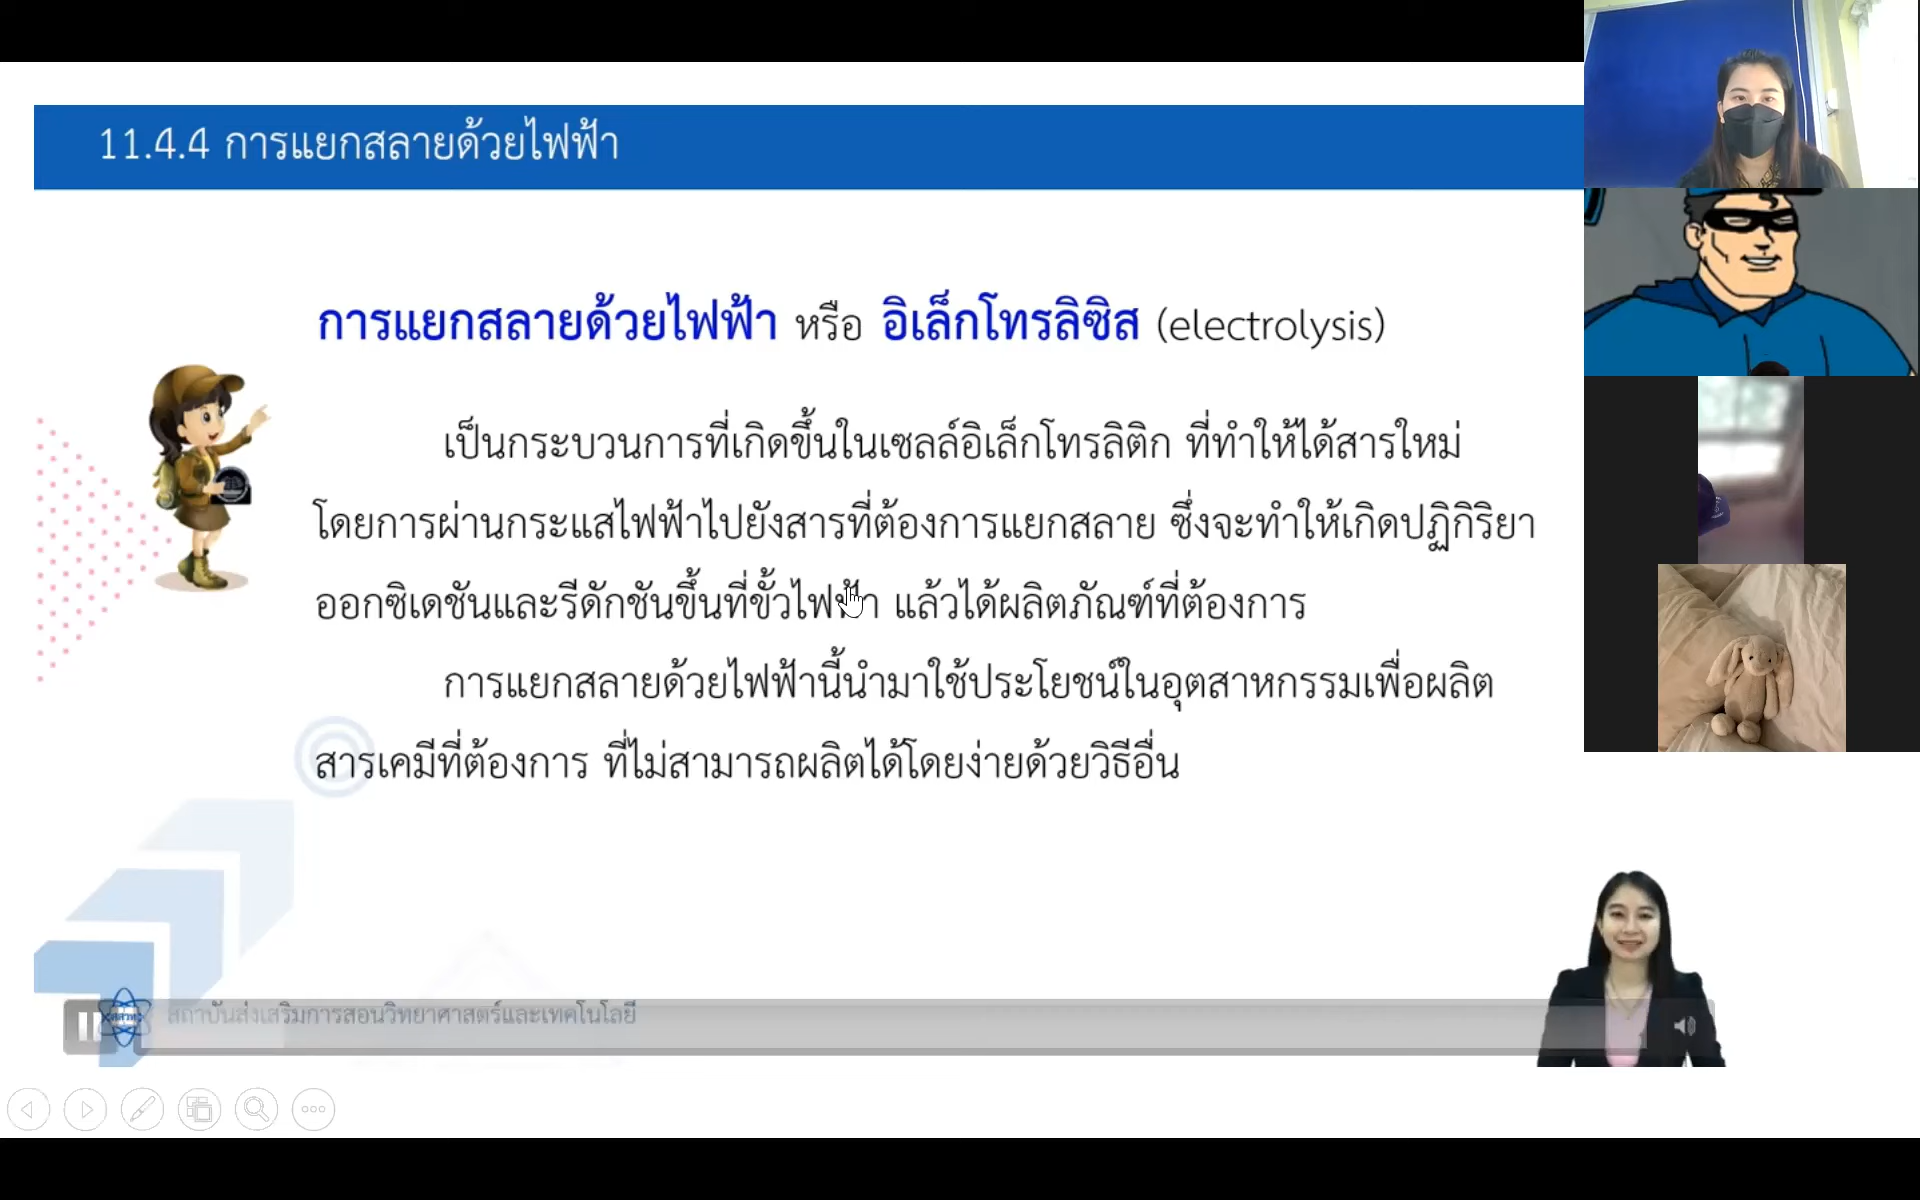 11.4.4 การแยกสลายด้วยไฟฟ้า
การแยกสลายด้วยไฟฟ้า หรือ อิเล็กโทรลิซิส (electrolysis)
เป็นกระบวนการที่เกิดขึ้นในเซลล์อิเล็กโทรลิติก ที่ทำให้ได้สารใหม่
โดยการผ่านกระแสไฟฟ้าไปยังสารที่ต้องการแยกสลาย ซึ่งจะทำให้เกิดปฏิกิริยา
ออกซิเดชันและรีดักชันขึ้นที่ขั้วไฟฟ้า แล้วได้ผลิตภัณฑ์ที่ต้องการ
การแยกสลายด้วยไฟฟ้านี้นำมาใช้ประโยชน์ในอุตสาหกรรมเพื่อผลิต
สารเคมีที่ต้องการ ที่ไม่สามารถผลิตได้โดยง่ายด้วยวิธีอื่น
สสวท
สถาบันส่งเสริมการสอนวิทยาศาสตร์และเทคโนโลยี